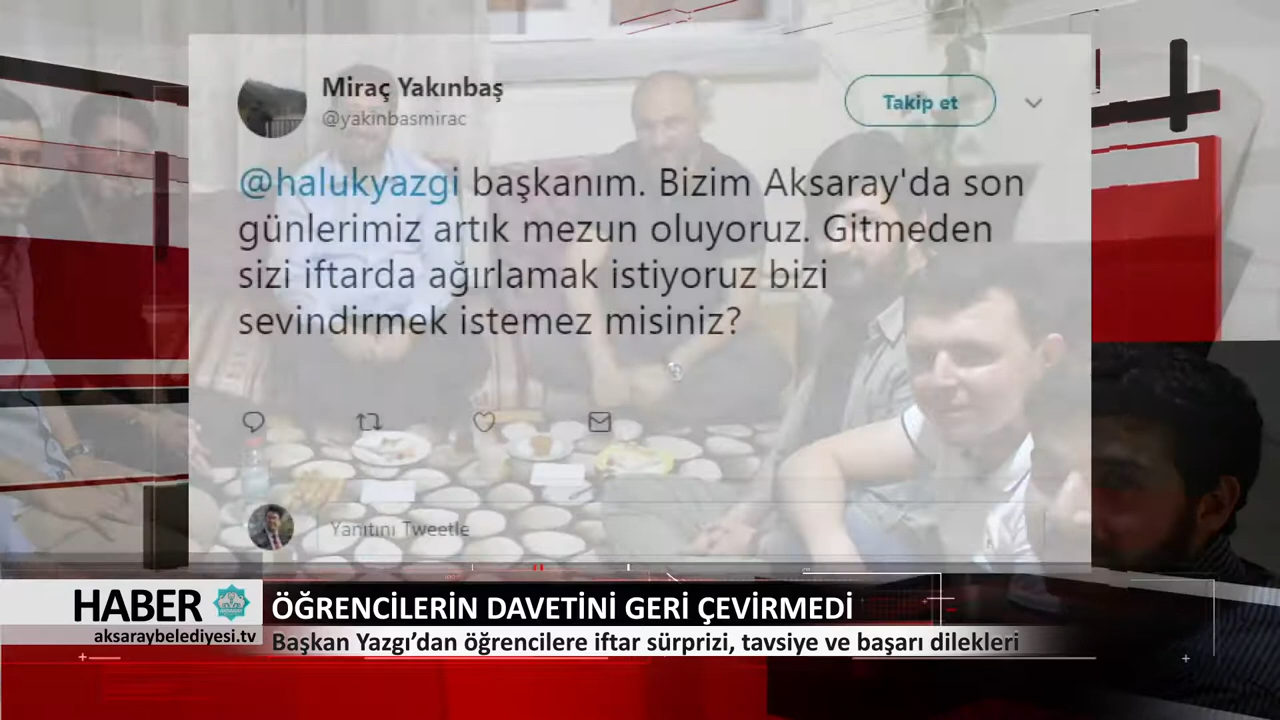 Miraç Yakınbaş
@yakinbasmirac
Takip et
@halukyazgi başkanım. Bizim Aksaray'da son
günlerimiz artık mezun oluyoruz. Gitmeden
sizi iftarda ağırlamak istiyoruz bizi
sevindirmek istemez misiniz?
Yanıtını Tweetle
HABER
aksaraybelediyesi.tv
ÖĞRENCİLERİN DAVETİNİ GERİ ÇEVİRMEDİ
Başkan Yazgı’dan öğrencilere iftar sürprizi, tavsiye ve başarı dilekleri